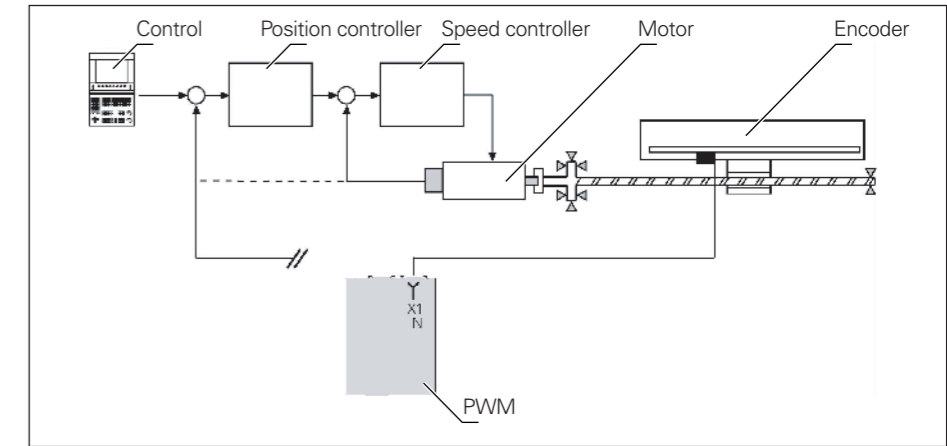 Control Position controller Speed controller Motor Encoder
X1
N
PWM